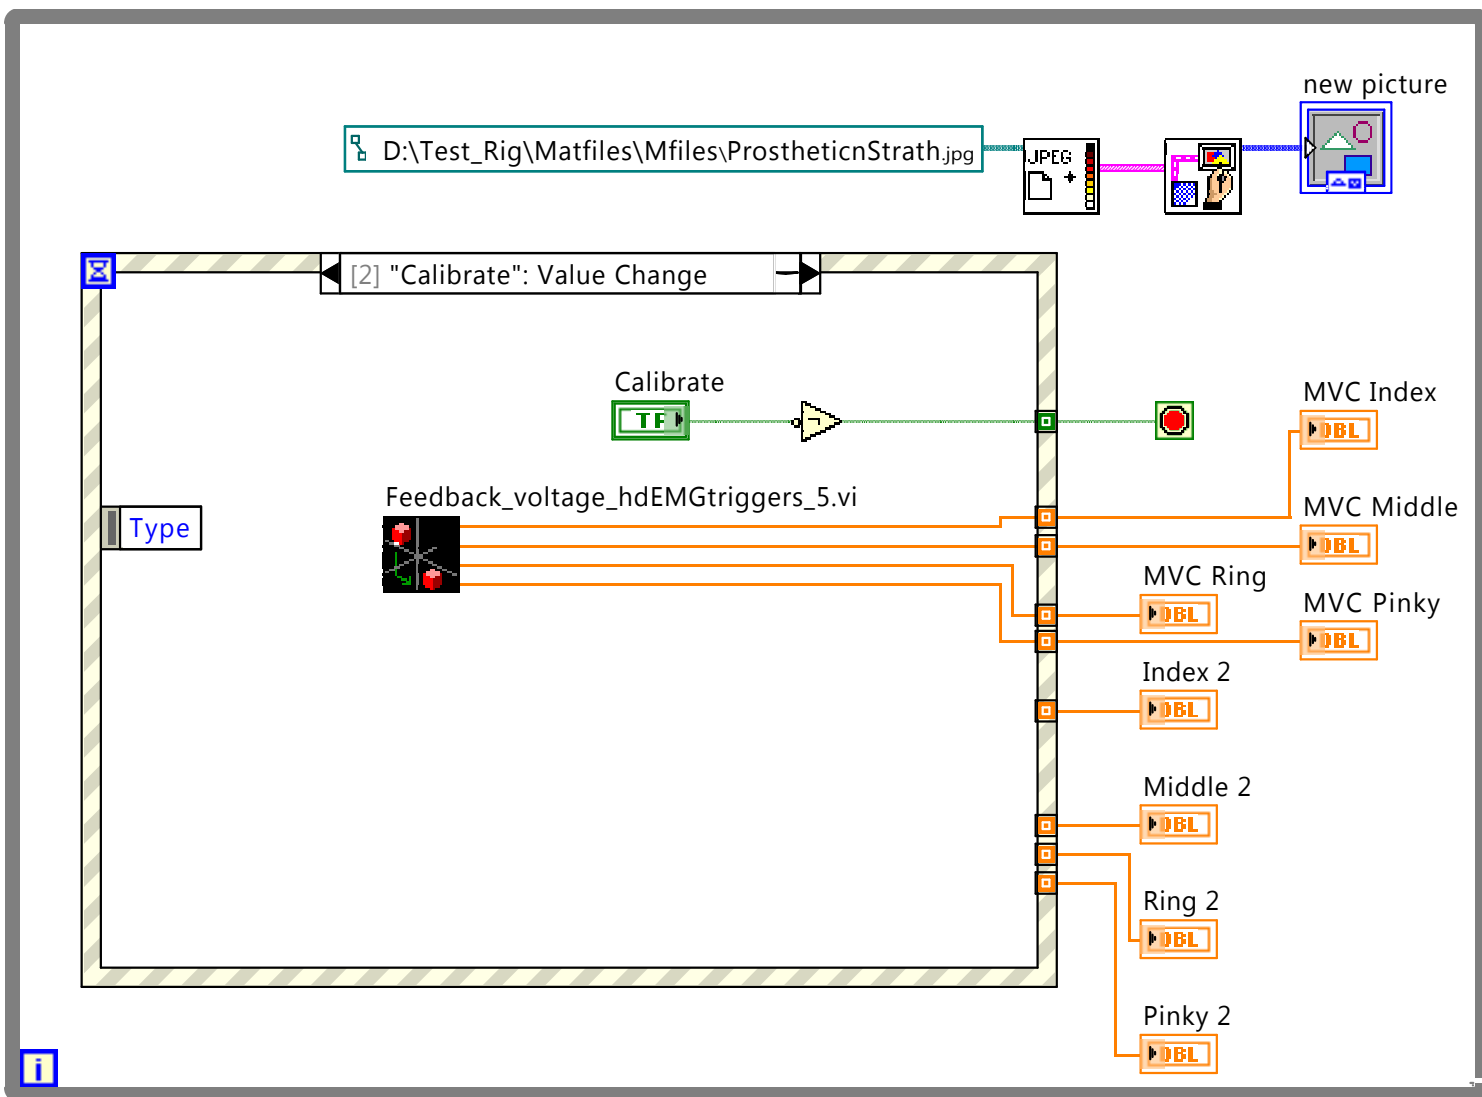 new picture
D:\Test_Rig\Matfiles\Mfiles\ProstheticnStrath.jpg
JPEG
[2] "Calibrate": Value Change
Calibrate
TF
MVC Index
DBL
Feedback_voltage_hdEMGtriggers_5.vi
MVC Middle
DBL
Type
MVC Ring
DBL
MVC Pinky
DBL
Index 2
DBL
Middle 2
DBL
Ring 2
DBL
Pinky 2
DBL
i